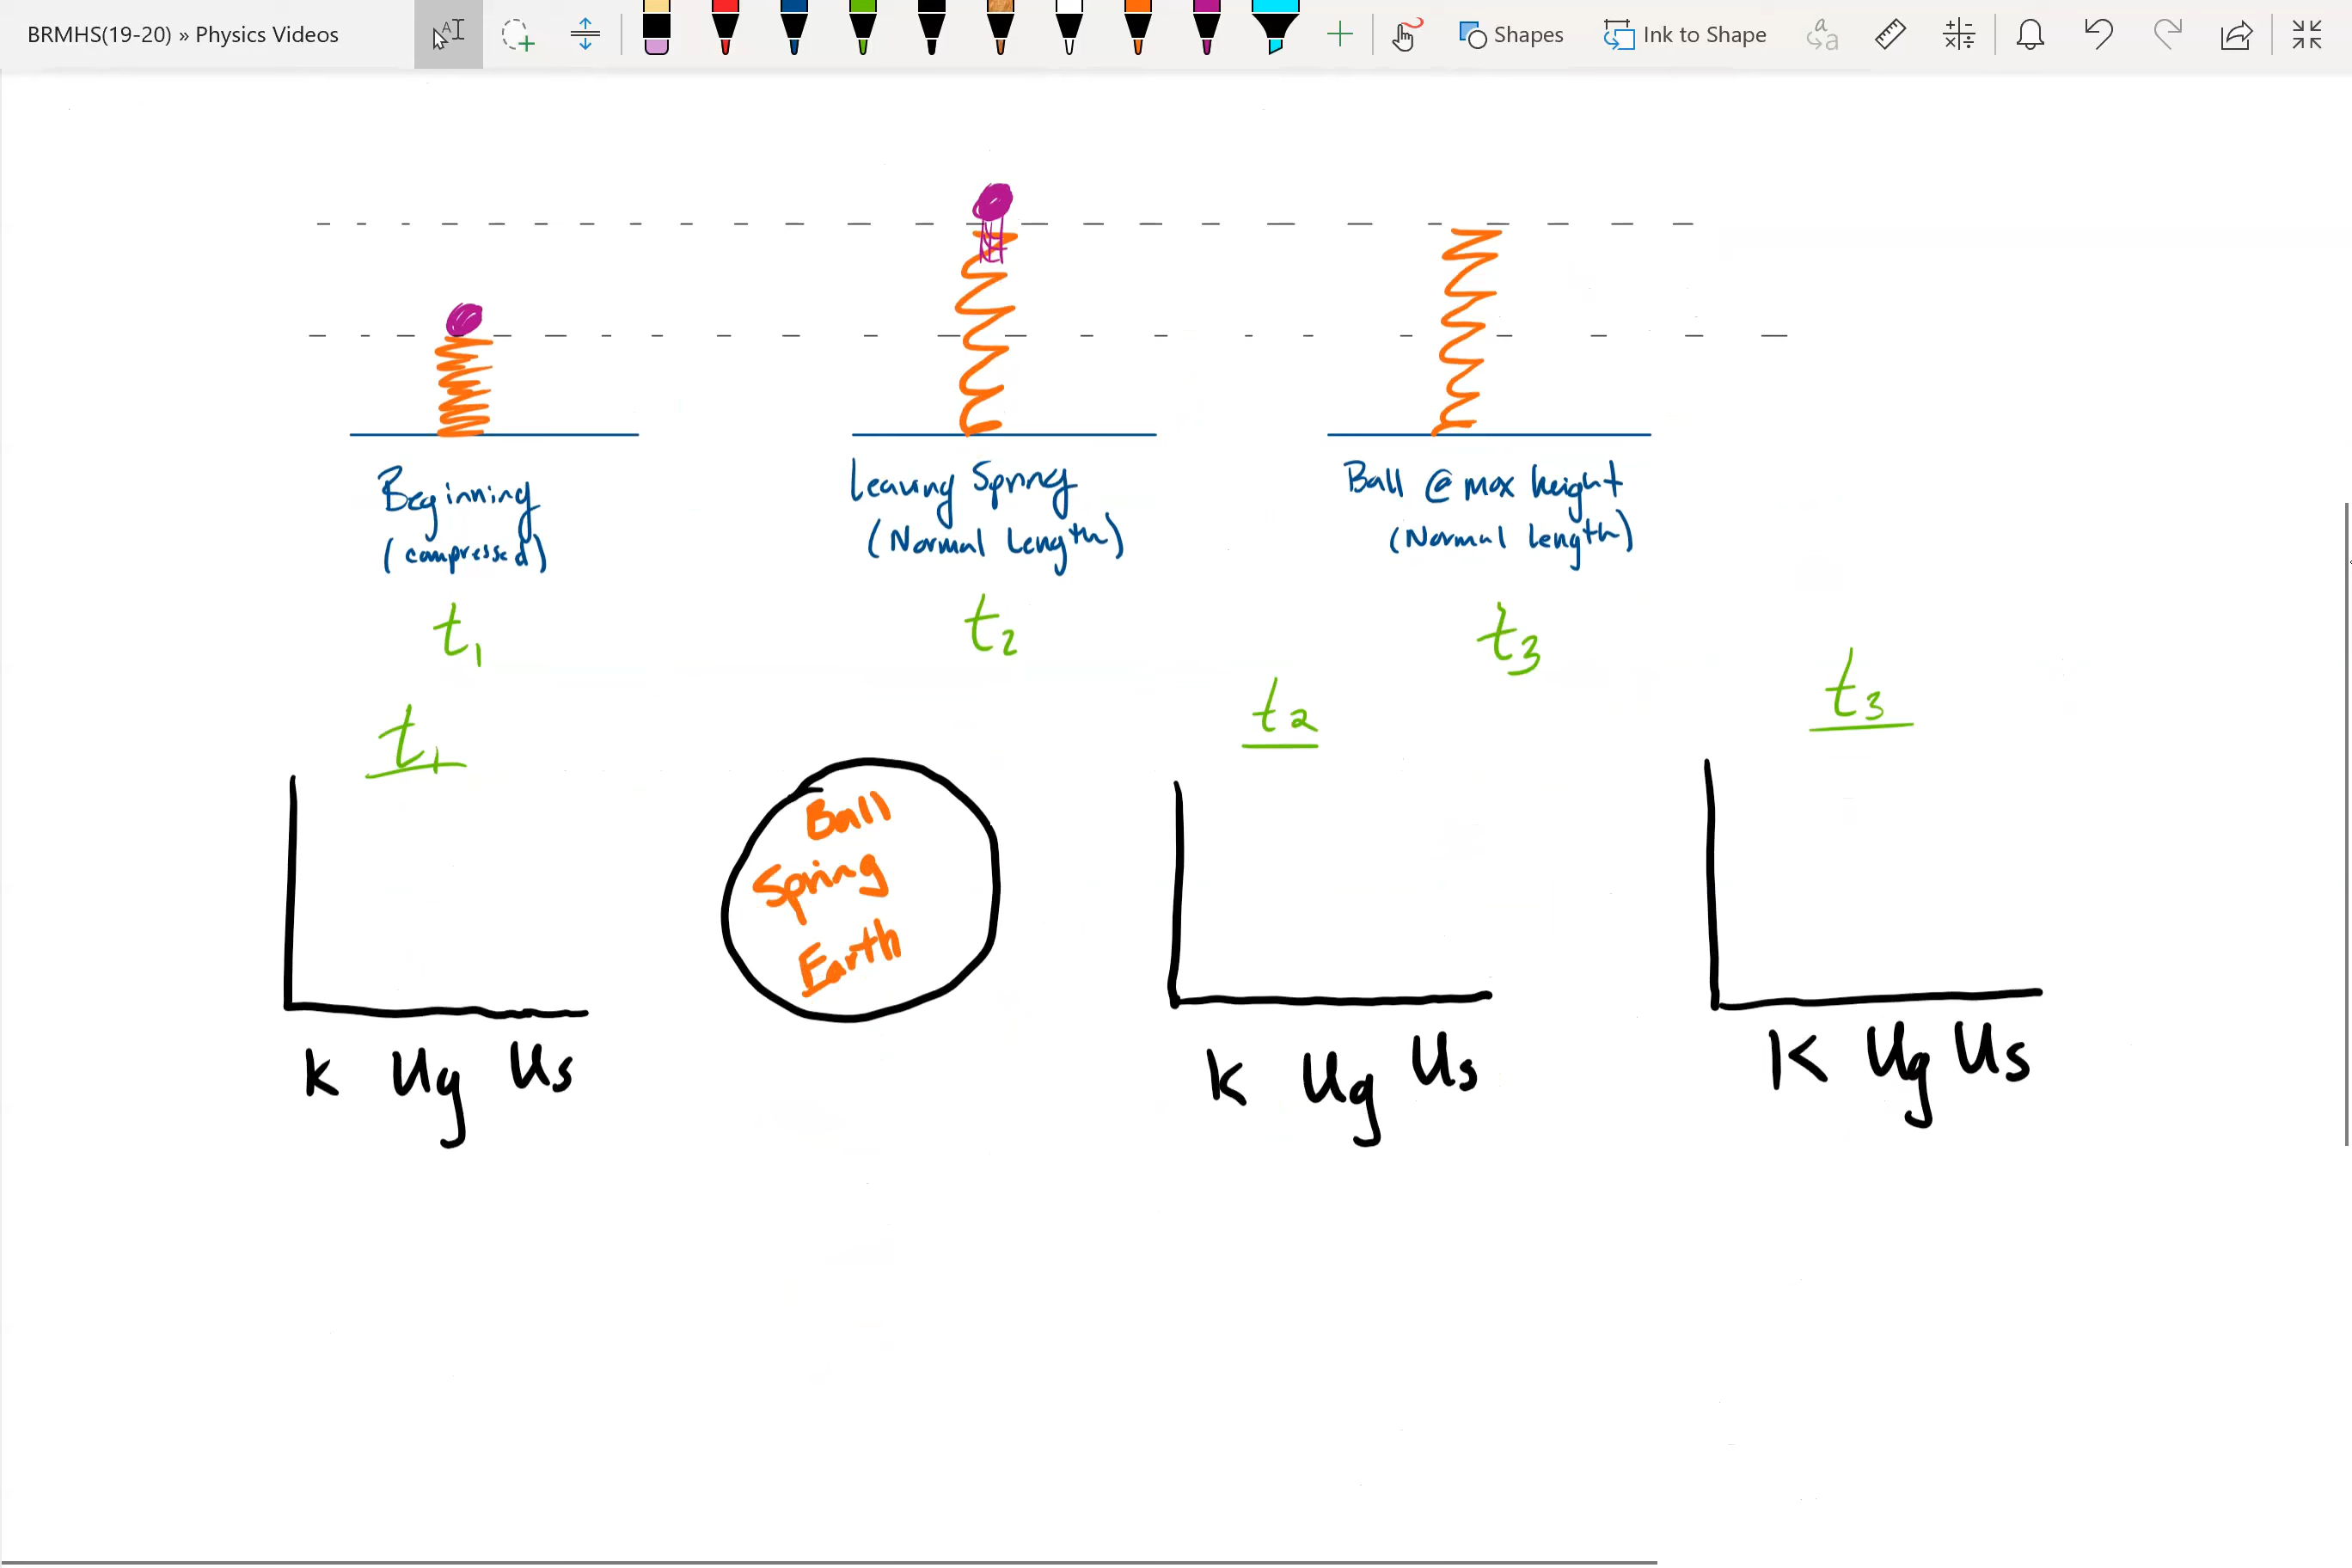 BRMHS(19-20) » Physics Videos
Shapes
Ink to Shape
Beginning
(compressed)
Leaving Spring
(Normal Length)
Ball @ max height
(Normal length)
t1
t2
t3
t1
t2
t3
Ball
Spring
Earth
K Ug Us
K Ug Us
K Ug Us